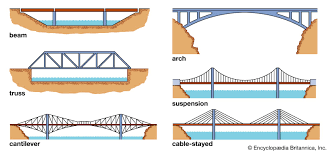 beam
arch
truss
suspension
cantilever
cable-stayed
© Encyclopædia Britannica, Inc.